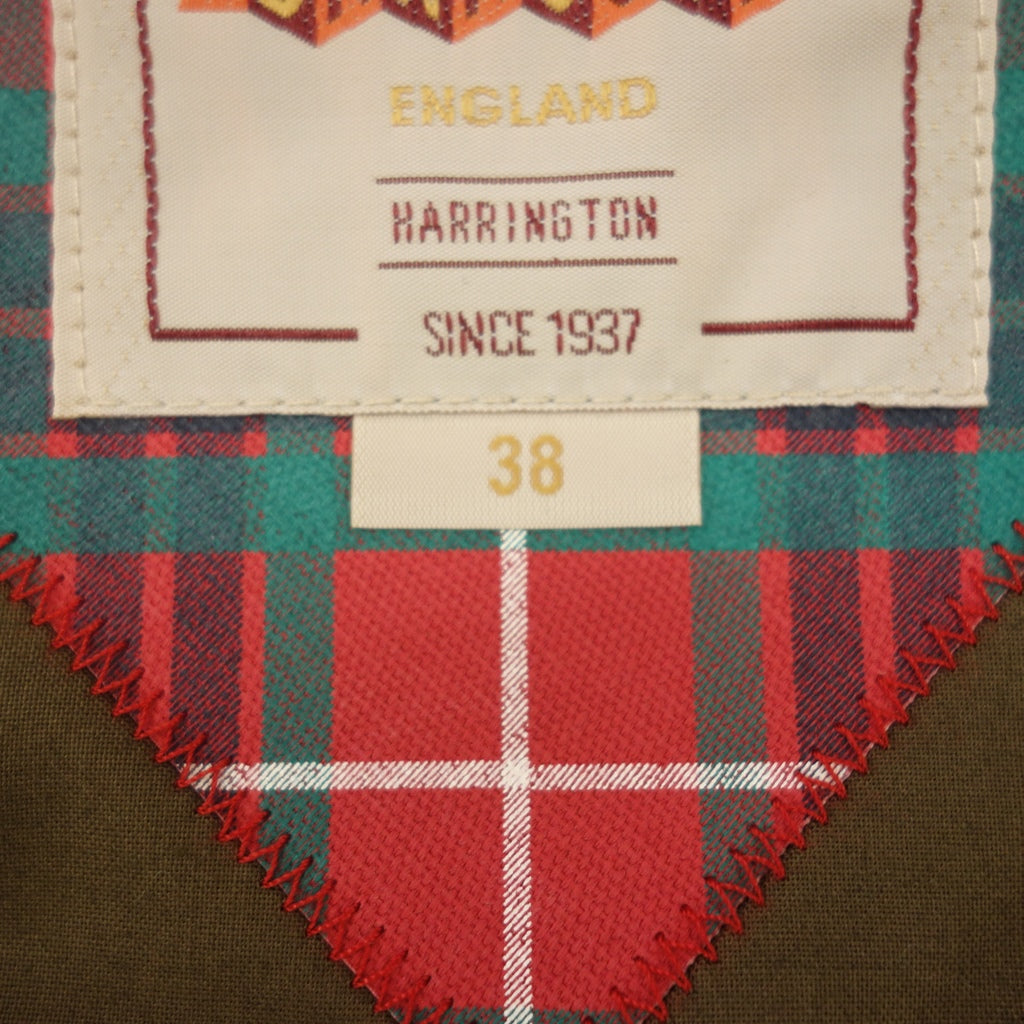 ENGLAND
HARRINGTON
SINCE 1937
38